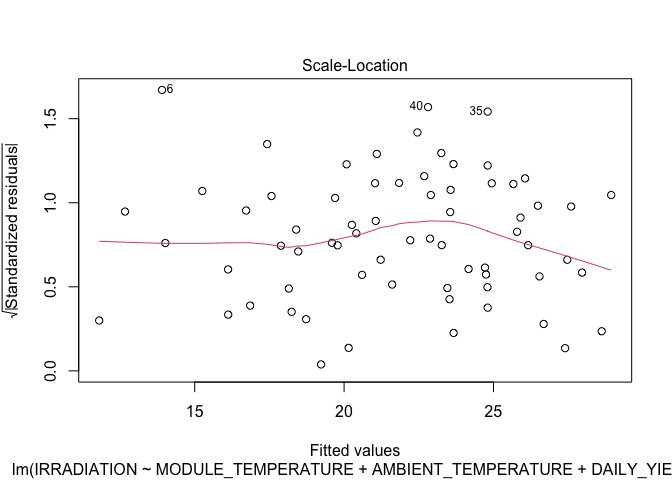 Scale-Location
√|Standardized residuals|
1.5
1.0
0.5
0.0
6
40
35
15 20 25
Fitted values
lm(IRRADIATION ~ MODULE_TEMPERATURE + AMBIENT_TEMPERATURE + DAILY_YIE